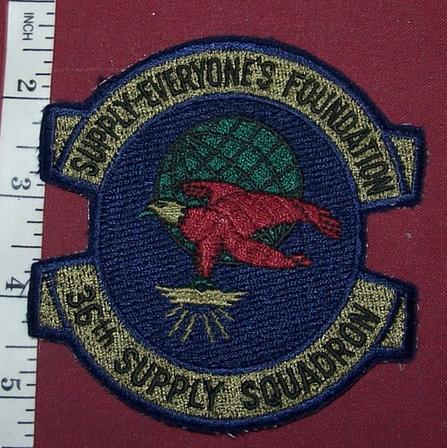 INCH
2
3
4
5
SUPPLY-EVERYONE'S FOUNDATION
36th SUPPLY SQUADRON